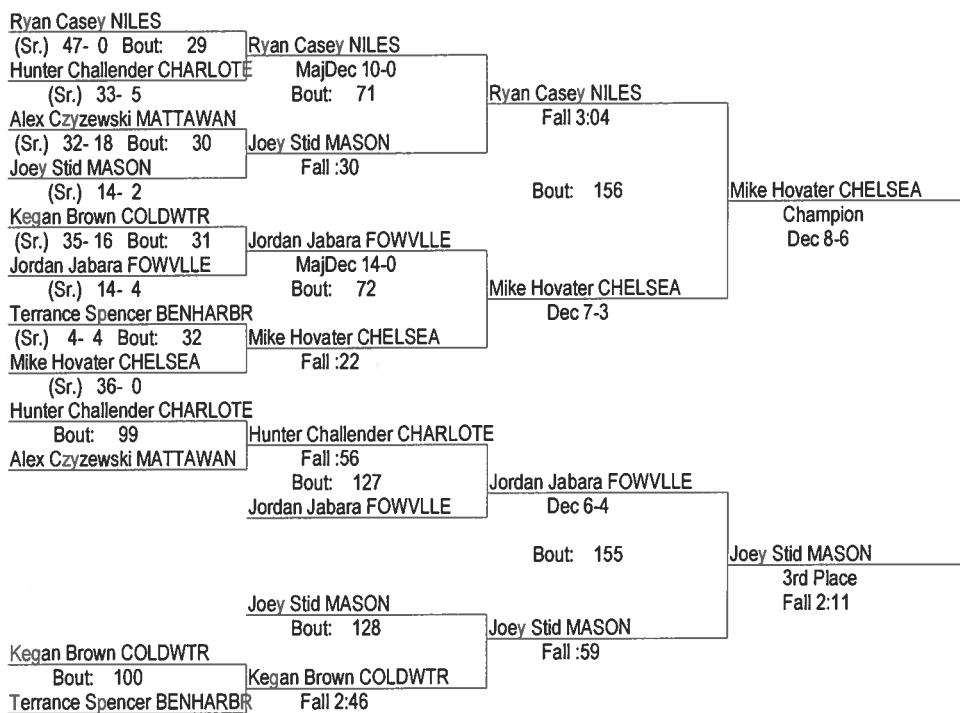 Ryan Casey NILES
(Sr.) 47- 0 Bout: 29
Ryan Casey NILES
Hunter Challender CHARLOTE
MajDec 10-0
(Sr.) 33- 5
Bout: 71
Ryan Casey NILES
Alex Czyzewski MATTAWAN
Fall 3:04
(Sr.) 32- 18 Bout: 30
Joey Stid MASON
Joey Stid MASON
Fall :30
(Sr.) 14- 2
Bout: 156
Mike Hovater CHELSEA
Kegan Brown COLDWTR
Champion
(Sr.) 35- 16 Bout: 31
Jordan Jabara FOWVLLE
Dec 8-6
Jordan Jabara FOWVLLE
MajDec 14-0
(Sr.) 14- 4
Bout: 72
Mike Hovater CHELSEA
Terrance Spencer BENHARBR
Dec 7-3
(Sr.) 4- 4 Bout: 32
Mike Hovater CHELSEA
Mike Hovater CHELSEA
Fall :22
(Sr.) 36- 0
Hunter Challender CHARLOTE
Bout: 99
Hunter Challender CHARLOTE
Alex Czyzewski MATTAWAN
Fall :56
Bout: 127
Jordan Jabara FOWVLLE
Jordan Jabara FOWVLLE
Dec 6-4
Bout: 155
Joey Stid MASON
3rd Place
Fall 2:11
Joey Stid MASON
Bout: 128
Joey Stid MASON
Fall :59
Kegan Brown COLDWTR
Bout: 100
Kegan Brown COLDWTR
Terrance Spencer BENHARBR
Fall 2:46